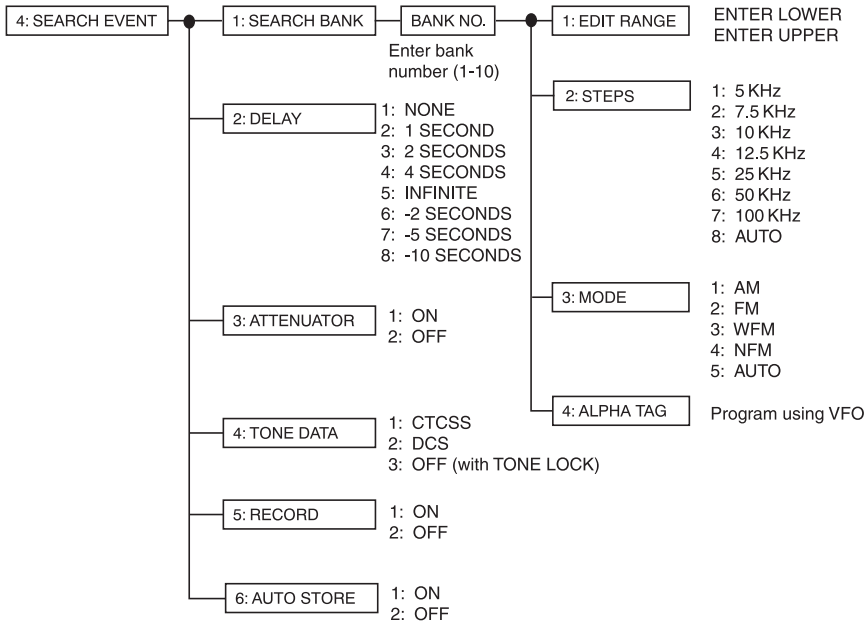 4: SEARCH EVENT
1: SEARCH BANK
BANK NO.
Enter bank
number (1-10)
1: EDIT RANGE
ENTER LOWER
ENTER UPPER
2: STEPS
1: 5 KHz
2: 7.5 KHz
3: 10 KHz
4: 12.5 KHz
5: 25 KHz
6: 50 KHz
7: 100 KHz
8: AUTO
3: MODE
1: AM
2: FM
3: WFM
4: NFM
5: AUTO
4: ALPHA TAG
Program using VFO
2: DELAY
1: NONE
2: 1 SECOND
3: 2 SECONDS
4: 4 SECONDS
5: INFINITE
6: -2 SECONDS
7: -5 SECONDS
8: -10 SECONDS
3: ATTENUATOR
1: ON
2: OFF
4: TONE DATA
1: CTCSS
2: DCS
3: OFF (with TONE LOCK)
5: RECORD
1: ON
2: OFF
6: AUTO STORE
1: ON
2: OFF